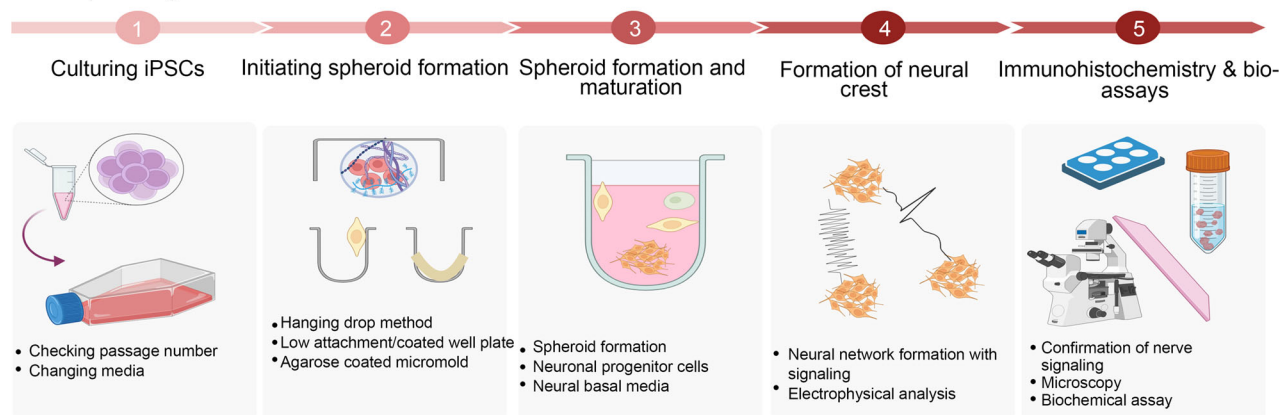 1
2
3
4
5
Culturing iPSCs
Initiating spheroid formation
Spheroid formation and
maturation
Formation of neural
crest
Immunohistochemistry & bio-
assays
• Checking passage number
• Changing media
• Hanging drop method
• Low attachment/coated well plate
• Agarose coated micromold
• Spheroid formation
• Neuronal progenitor cells
• Neural basal media
• Neural network formation with
signaling
• Electrophysical analysis
• Confirmation of nerve
signaling
• Microscopy
• Biochemical assay